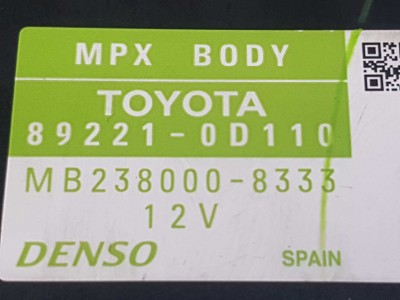 MPX BODY
TOYOTA
89221-0D110
MB238000-8333
12V
DENSO SPAIN